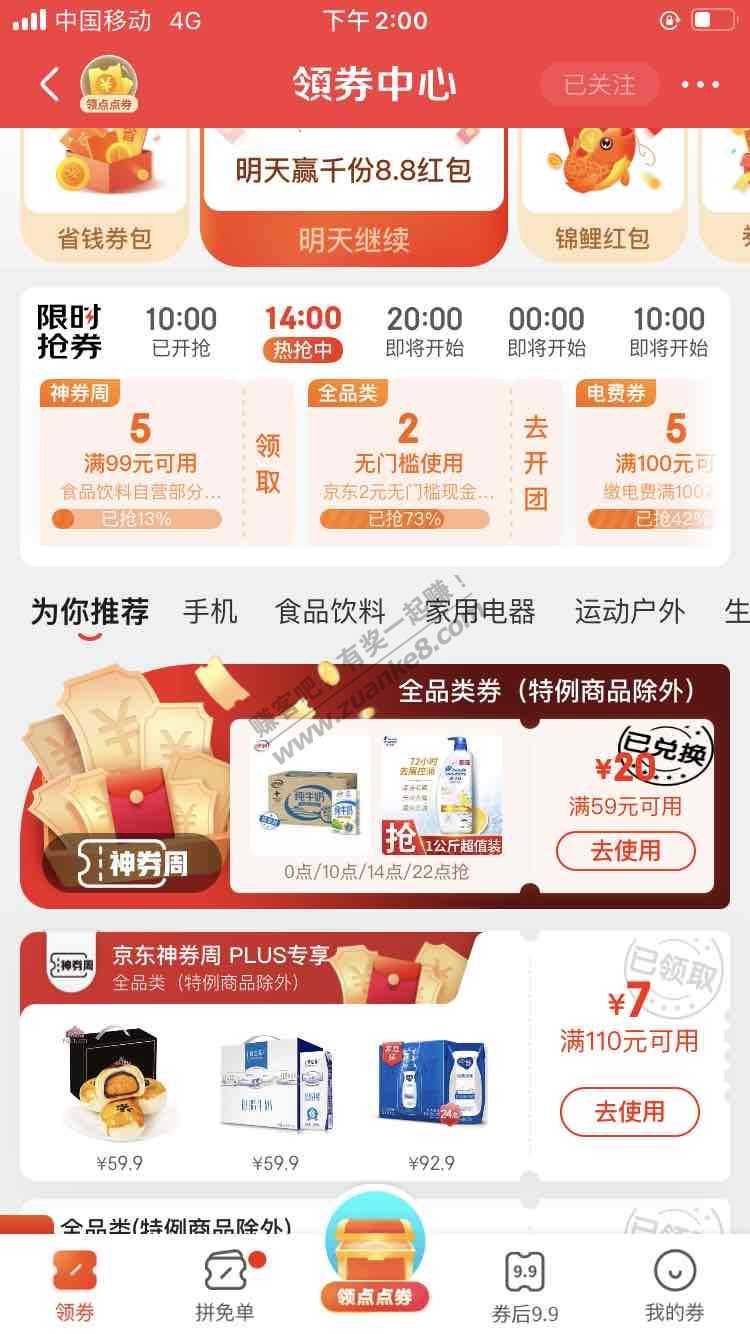 中国移动 4G 下午2:00
领点点券
领券中心
已关注
明天赢千份8.8红包
省钱券包
明天继续
锦鲤红包
限时抢券
10:00 14:00 20:00 00:00 10:00
已开抢 热抢中 即将开始 即将开始 即将开始
神券周 全品类 电费券
5 2 5
满99元可用 无门槛使用 满100元可
食品饮料自营部分... 京东2元无门槛现金... 缴电费满100
已抢13% 已抢73% 已抢42%
领取
去开团
为你推荐 手机 食品饮料 家用电器 运动户外 生
赚客吧,有奖一起赚!
www.zuanke8.com
全品类券(特例商品除外)
已兑换
¥20
满59元可用
去使用
纯牛奶
72小时
去屑控油
抢
1公斤超值装
0点/10点/14点/22点抢
神券周
神券周
京东神券周 PLUS专享
全品类(特例商品除外)
已领取
¥7
满110元可用
去使用
24盒
¥59.9 ¥59.9 ¥92.9
全品类(特例商品除外)
领点点券
9.9
领券 拼免单 券后9.9 我的券